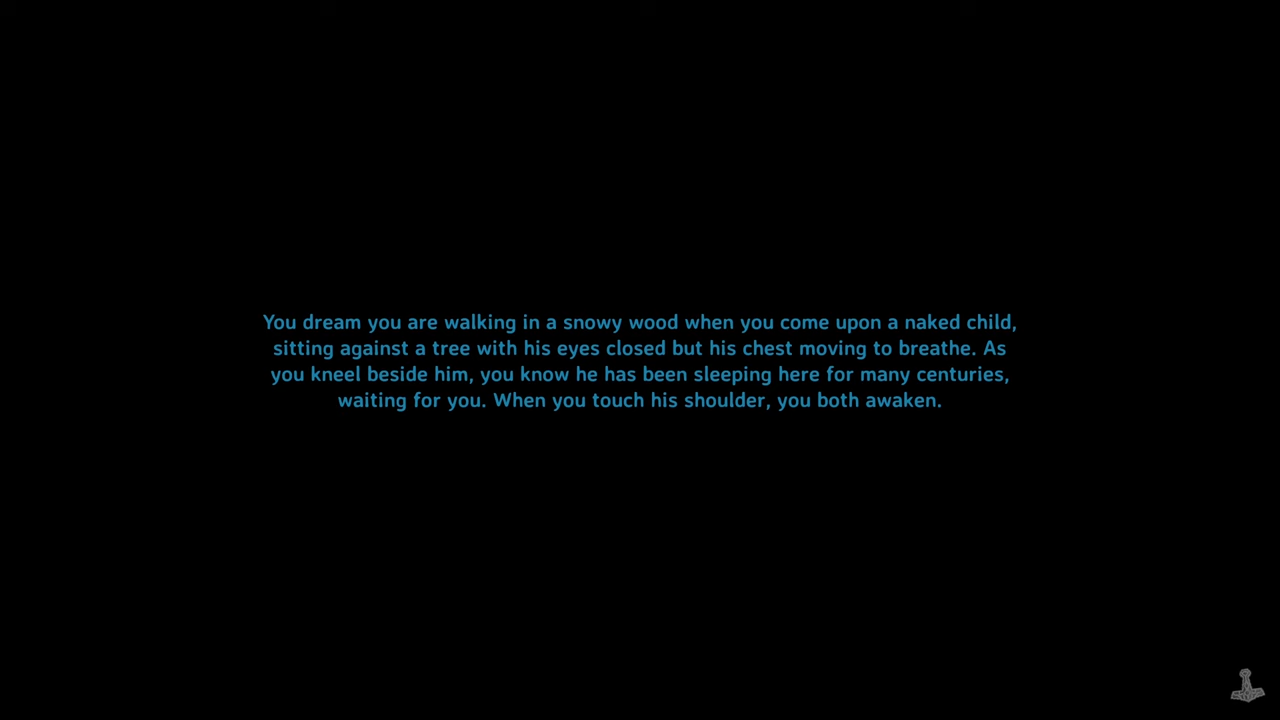 You dream you are walking in a snowy wood when you come upon a naked child,
sitting against a tree with his eyes closed but his chest moving to breathe. As
you kneel beside him, you know he has been sleeping here for many centuries,
waiting for you. When you touch his shoulder, you both awaken.